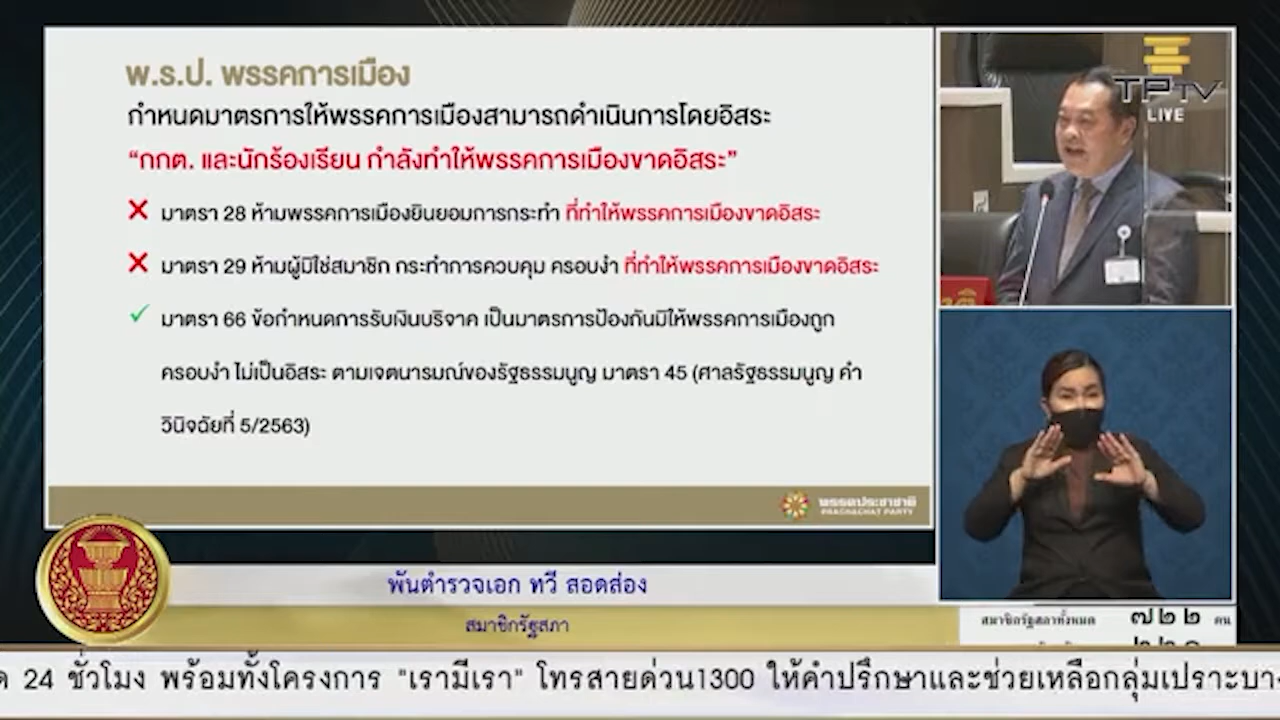 พ.ร.ป. พรรคการเมือง
กำหนดมาตรการให้พรรคการเมืองสามารถดำเนินการโดยอิสระ
“กกต. และนักร้องเรียน กำลังทำให้พรรคการเมืองขาดอิสระ”
มาตรา 28 ห้ามพรรคการเมืองยินยอมการกระทำ ที่ทำให้พรรคการเมืองขาดอิสระ
มาตรา 29 ห้ามผู้มิใช่สมาชิก กระทำการควบคุม ครอบงำ ที่ทำให้พรรคการเมืองขาดอิสระ
มาตรา 66 ข้อกำหนดการรับเงินบริจาค เป็นมาตรการป้องกันมิให้พรรคการเมืองถูก
ครอบงำ ไม่เป็นอิสระ ตามเจตนารมณ์ของรัฐธรรมนูญ มาตรา 45 (ศาลรัฐธรรมนูญ คำ
วินิจฉัยที่ 5/2563)
พรรคประชาชาติ
PRACHACHAT PARTY
TPTV
LIVE
พันตำรวจเอก ทวี สอดส่อง
สมาชิกรัฐสภา
สมาชิกรัฐสภาทั้งหมด ๗๒๒ คน
24 ชั่วโมง พร้อมทั้งโครงการ "เรามีเรา" โทรสายด่วน1300 ให้คำปรึกษาและช่วยเหลือกลุ่มเปราะบาง